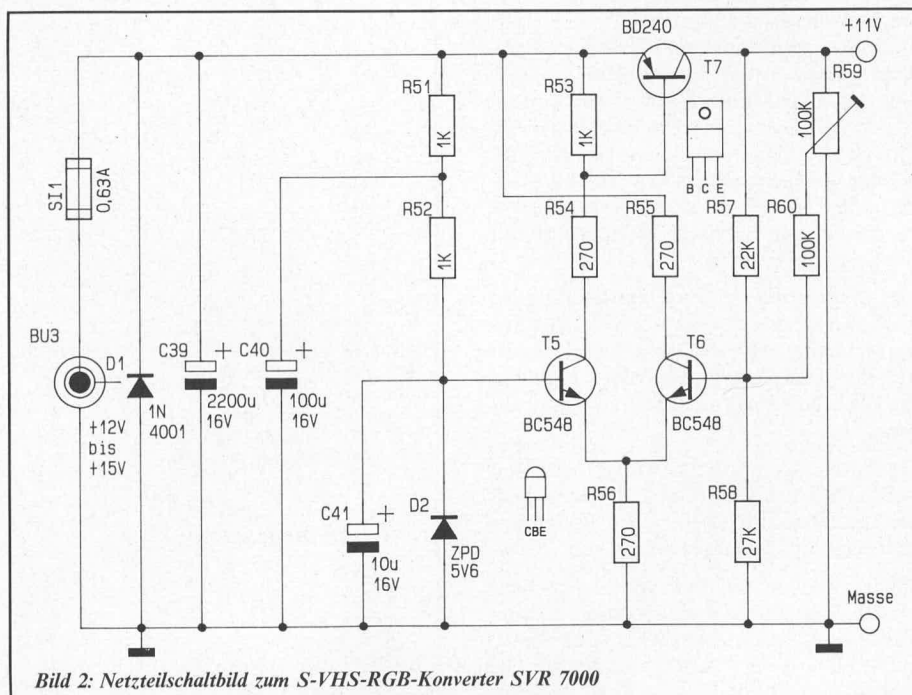 BD240
+11V
T7
R51
1K
R53
1K
R59
100K
SI1
0,63A
B C E
R52
1K
R54
270
R55
270
R57
22K
R60
100K
BU3
D1
1N
4001
+12V
bis
+15V
C39
2200u
16V
C40
100u
16V
T5
BC548
T6
BC548
C41
10u
16V
D2
ZPD
5V6
CBE
R56
270
R58
27K
Masse
Bild 2: Netzteilschaltbild zum S-VHS-RGB-Konverter SVR 7000